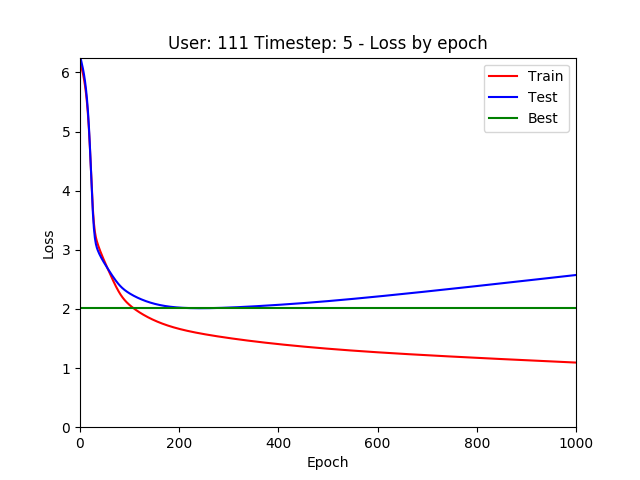 User: 111 Timestep: 5 - Loss by epoch
Train
Test
Best
Loss
6
5
4
3
2
1
0
0 200 400 600 800 1000
Epoch